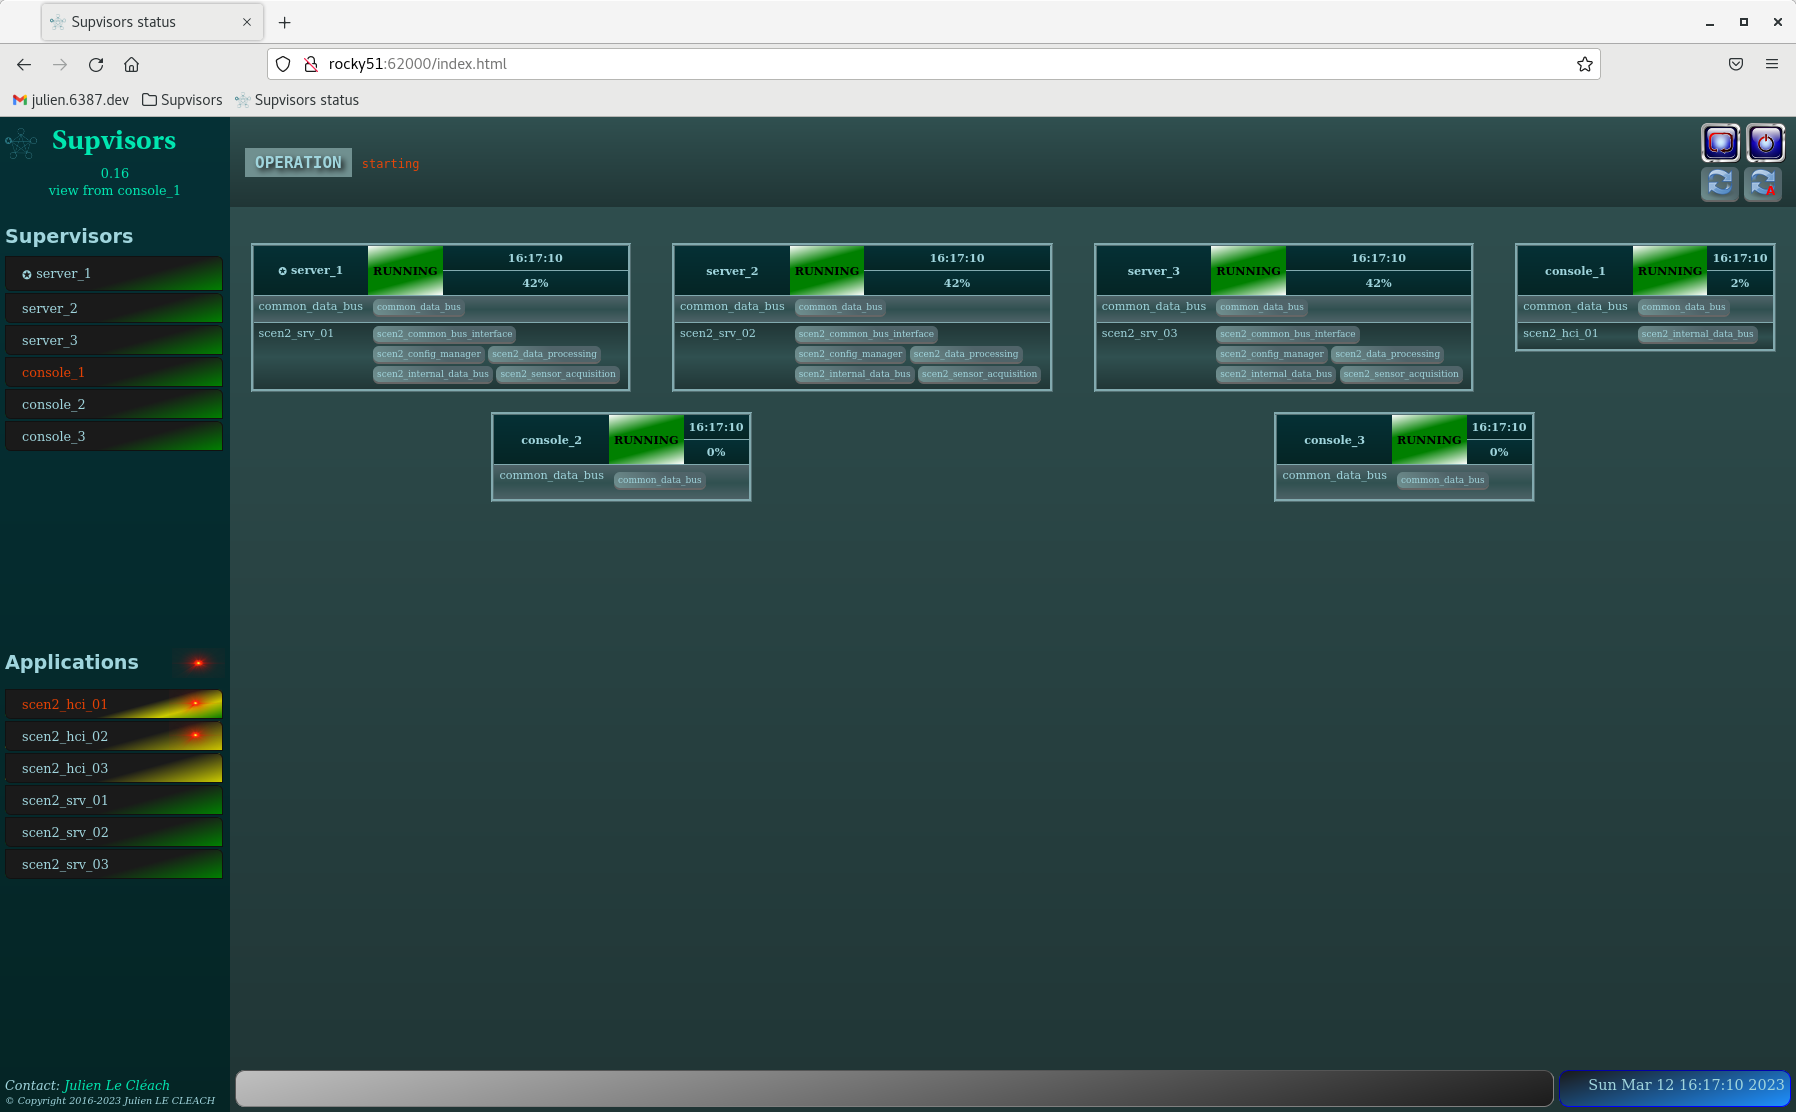 Supvisors status
rocky51:62000/index.html
julien.6387.dev Supvisors Supvisors status
Supvisors
0.16
view from console_1
Supervisors
✪ server_1
server_2
server_3
console_1
console_2
console_3
Applications
scen2_hci_01
scen2_hci_02
scen2_hci_03
scen2_srv_01
scen2_srv_02
scen2_srv_03
Contact: Julien Le Cléach
© Copyright 2016-2023 Julien LE CLEACH
OPERATION starting
✪ server_1 RUNNING 16:17:10
42%
common_data_bus common_data_bus
scen2_srv_01 scen2_common_bus_interface
scen2_config_manager scen2_data_processing
scen2_internal_data_bus scen2_sensor_acquisition
server_2 RUNNING 16:17:10
42%
common_data_bus common_data_bus
scen2_srv_02 scen2_common_bus_interface
scen2_config_manager scen2_data_processing
scen2_internal_data_bus scen2_sensor_acquisition
server_3 RUNNING 16:17:10
42%
common_data_bus common_data_bus
scen2_srv_03 scen2_common_bus_interface
scen2_config_manager scen2_data_processing
scen2_internal_data_bus scen2_sensor_acquisition
console_1 RUNNING 16:17:10
2%
common_data_bus common_data_bus
scen2_hci_01 scen2_internal_data_bus
console_2 RUNNING 16:17:10
0%
common_data_bus common_data_bus
console_3 RUNNING 16:17:10
0%
common_data_bus common_data_bus
A
Sun Mar 12 16:17:10 2023